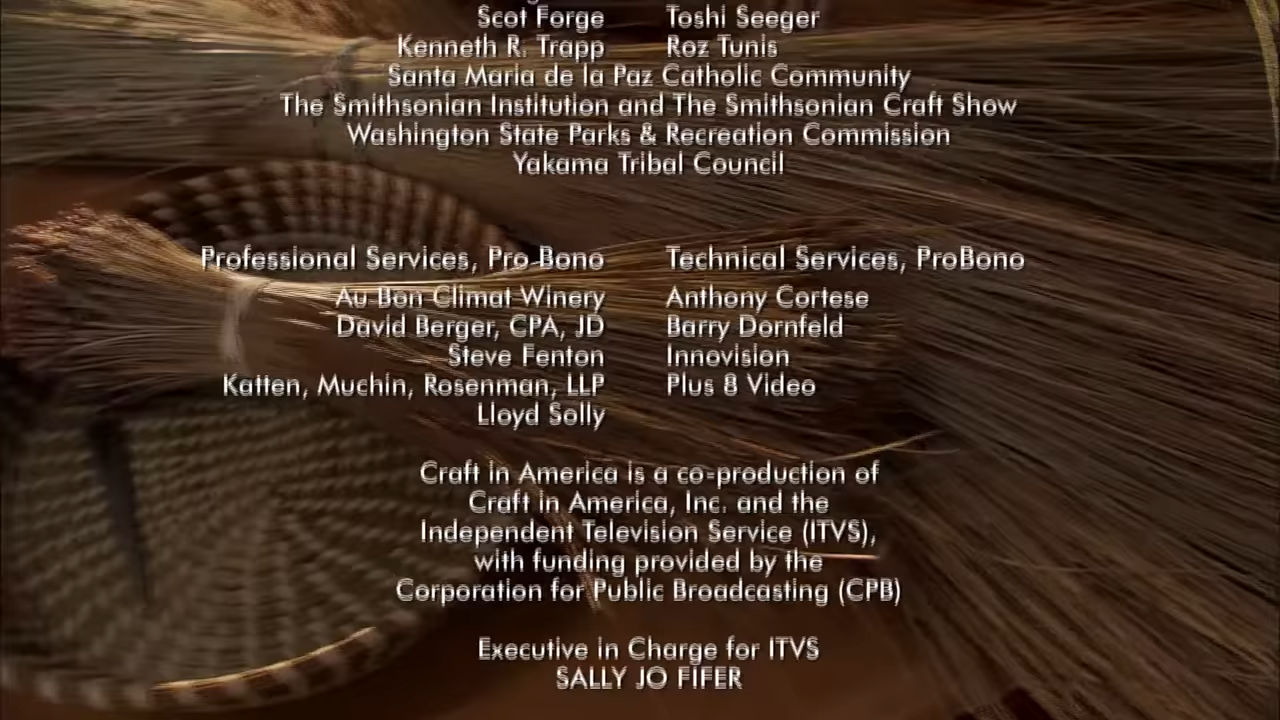 Scot Forge Toshi Seeger
Kenneth R. Trapp Roz Tunis
Santa Maria de la Paz Catholic Community
The Smithsonian Institution and The Smithsonian Craft Show
Washington State Parks & Recreation Commission
Yakama Tribal Council
Professional Services, Pro Bono Technical Services, ProBono
Au Bon Climat Winery Anthony Cortese
David Berger, CPA, JD Barry Dornfeld
Steve Fenton Innovision
Katten, Muchin, Rosenman, LLP Plus 8 Video
Lloyd Solly
Craft in America is a co-production of
Craft in America, Inc. and the
Independent Television Service (ITVS),
with funding provided by the
Corporation for Public Broadcasting (CPB)
Executive in Charge for ITVS
SALLY JO FIFER